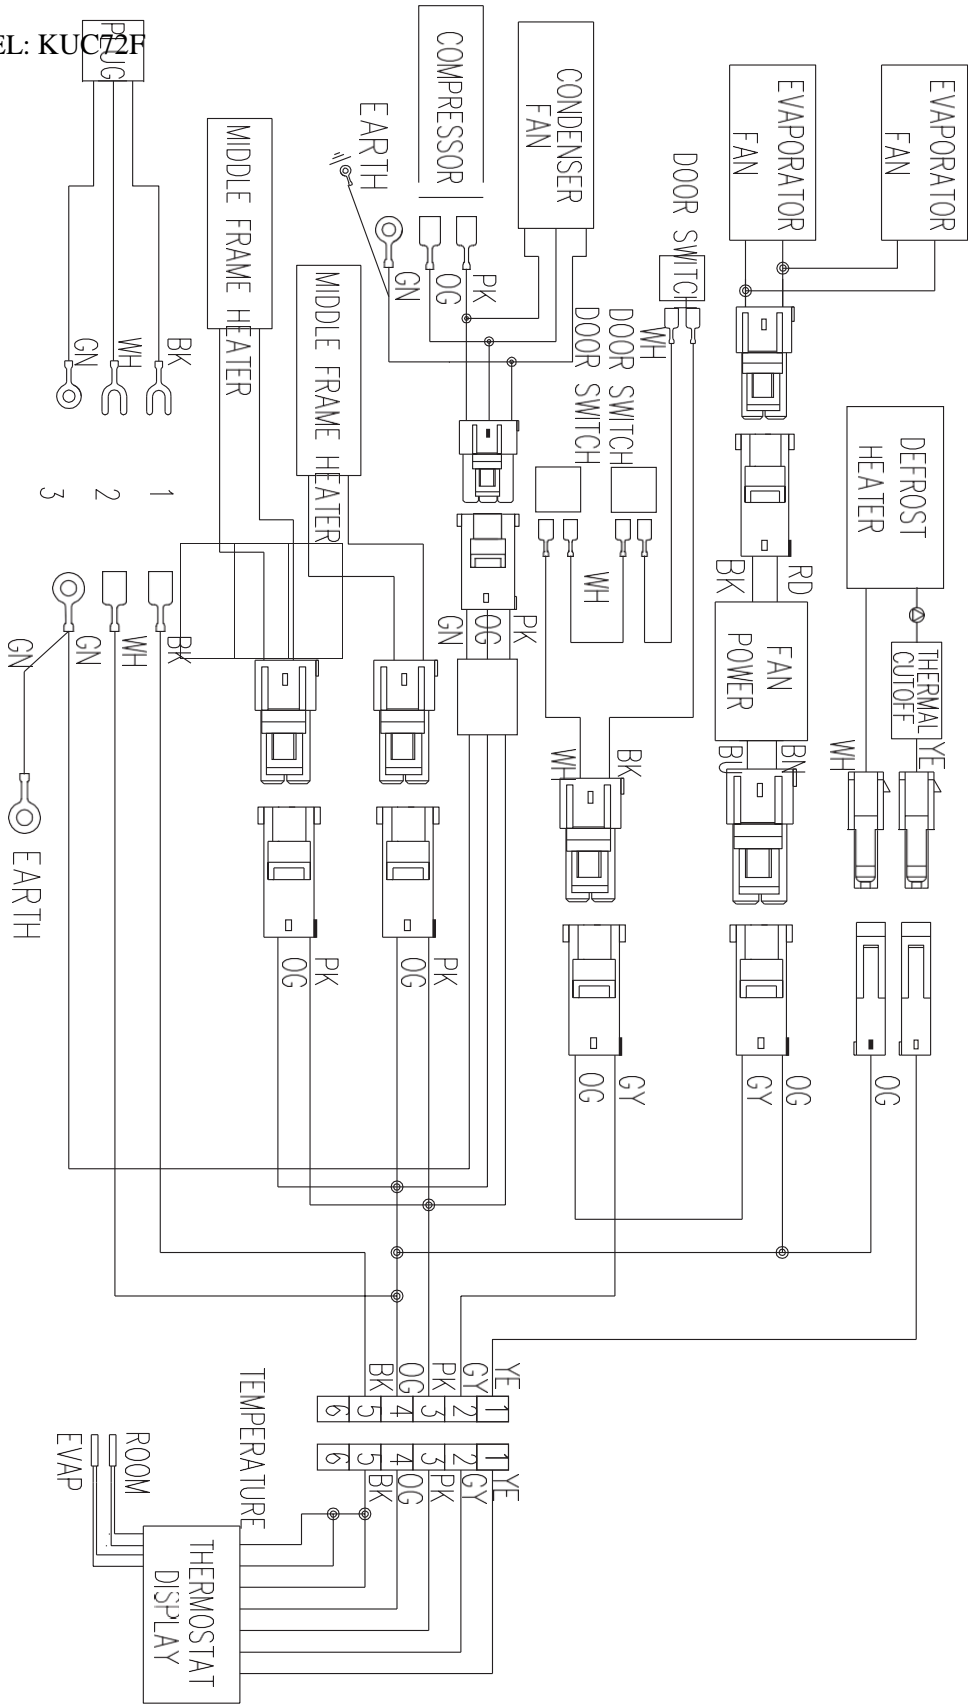 EL: KUC72F
PLUG
GN
WH
BK
3
2
1
MIDDLE FRAME HEATER
MIDDLE FRAME HEATER
EARTH
COMPRESSOR
CONDENSER
FAN
GN
OG
PK
DOOR SWITCH
DOOR SWITCH
DOOR SWITCH
WH
WH
EVAPORATOR
FAN
EVAPORATOR
FAN
DEFROST
HEATER
THERMAL
CUTOFF
BK
RD
FAN
POWER
BU
BN
WH
YE
GN
OG
PK
WH
BK
GN
GN
WH
BK
EARTH
OG
PK
OG
PK
OG
GY
GY
OG
OG
BK
OG
PK
GY
YE
6
5
4
3
2
1
6
5
4
3
2
1
BK
OG
PK
GY
YE
TEMPERATURE
EVAP
ROOM
THERMOSTAT
DISPLAY